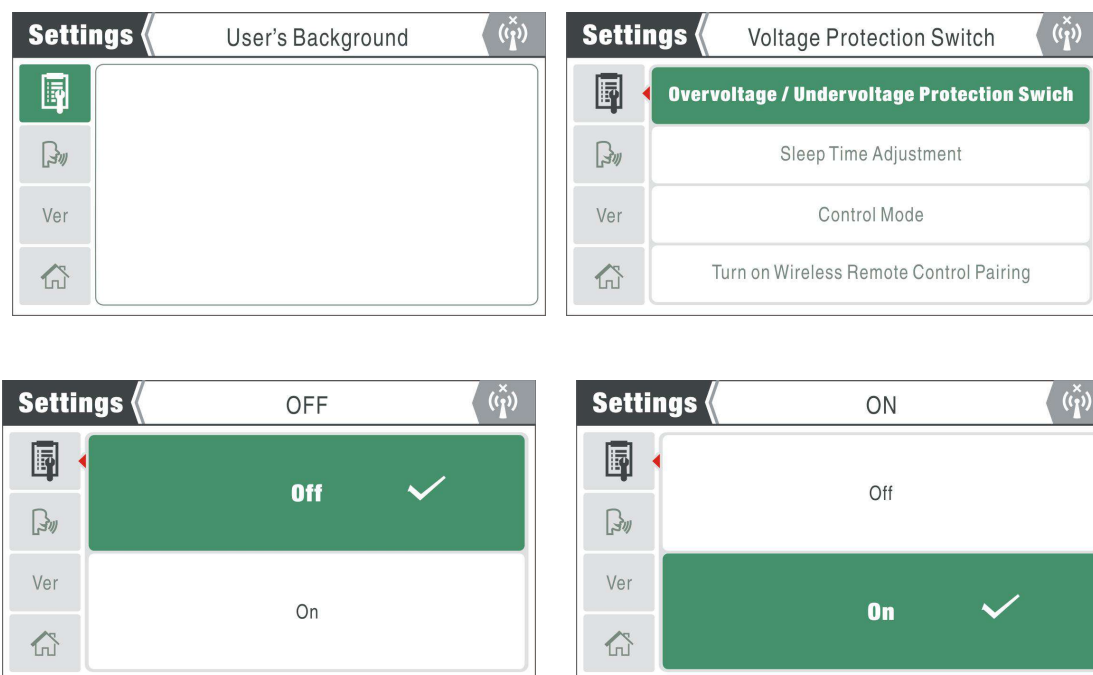 Settings User's Background
Ver
Settings Voltage Protection Switch
Overvoltage / Undervoltage Protection Swich
Sleep Time Adjustment
Ver Control Mode
Turn on Wireless Remote Control Pairing
Settings OFF
Off
Ver
On
Settings ON
Off
Ver
On